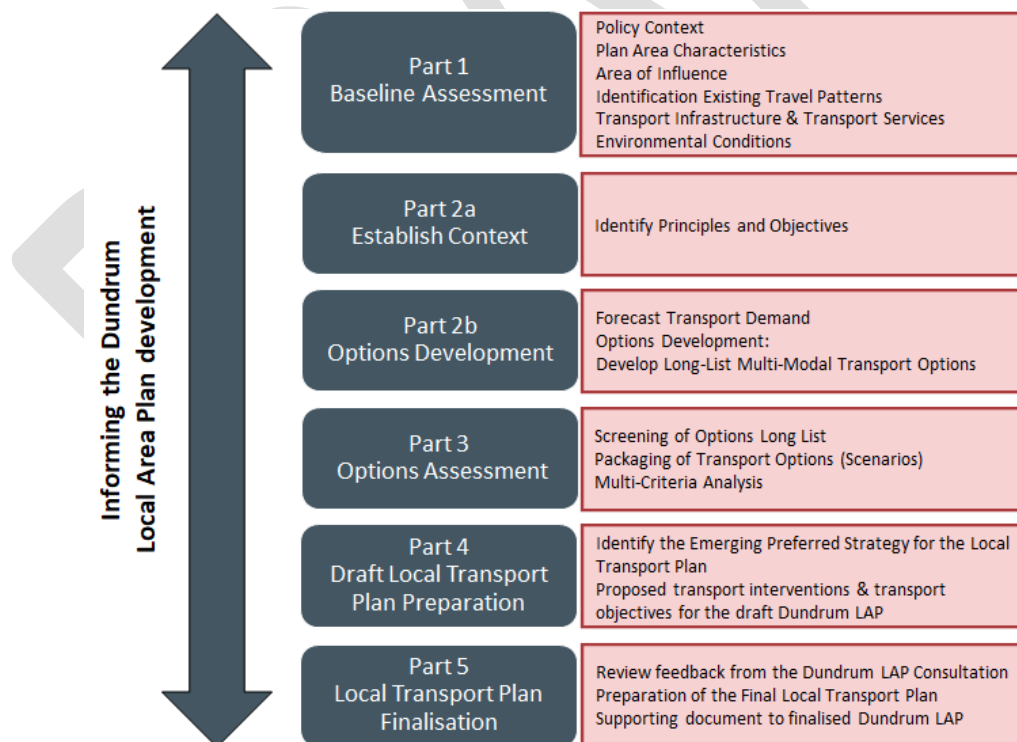 Informing the Dundrum
Local Area Plan development
Part 1
Baseline Assessment
Policy Context
Plan Area Characteristics
Area of Influence
Identification Existing Travel Patterns
Transport Infrastructure & Transport Services
Environmental Conditions
Part 2a
Establish Context
Identify Principles and Objectives
Part 2b
Options Development
Forecast Transport Demand
Options Development:
Develop Long-List Multi-Modal Transport Options
Part 3
Options Assessment
Screening of Options Long List
Packaging of Transport Options (Scenarios)
Multi-Criteria Analysis
Part 4
Draft Local Transport
Plan Preparation
Identify the Emerging Preferred Strategy for the Local
Transport Plan
Proposed transport interventions & transport
objectives for the draft Dundrum LAP
Part 5
Local Transport Plan
Finalisation
Review feedback from the Dundrum LAP Consultation
Preparation of the Final Local Transport Plan
Supporting document to finalised Dundrum LAP